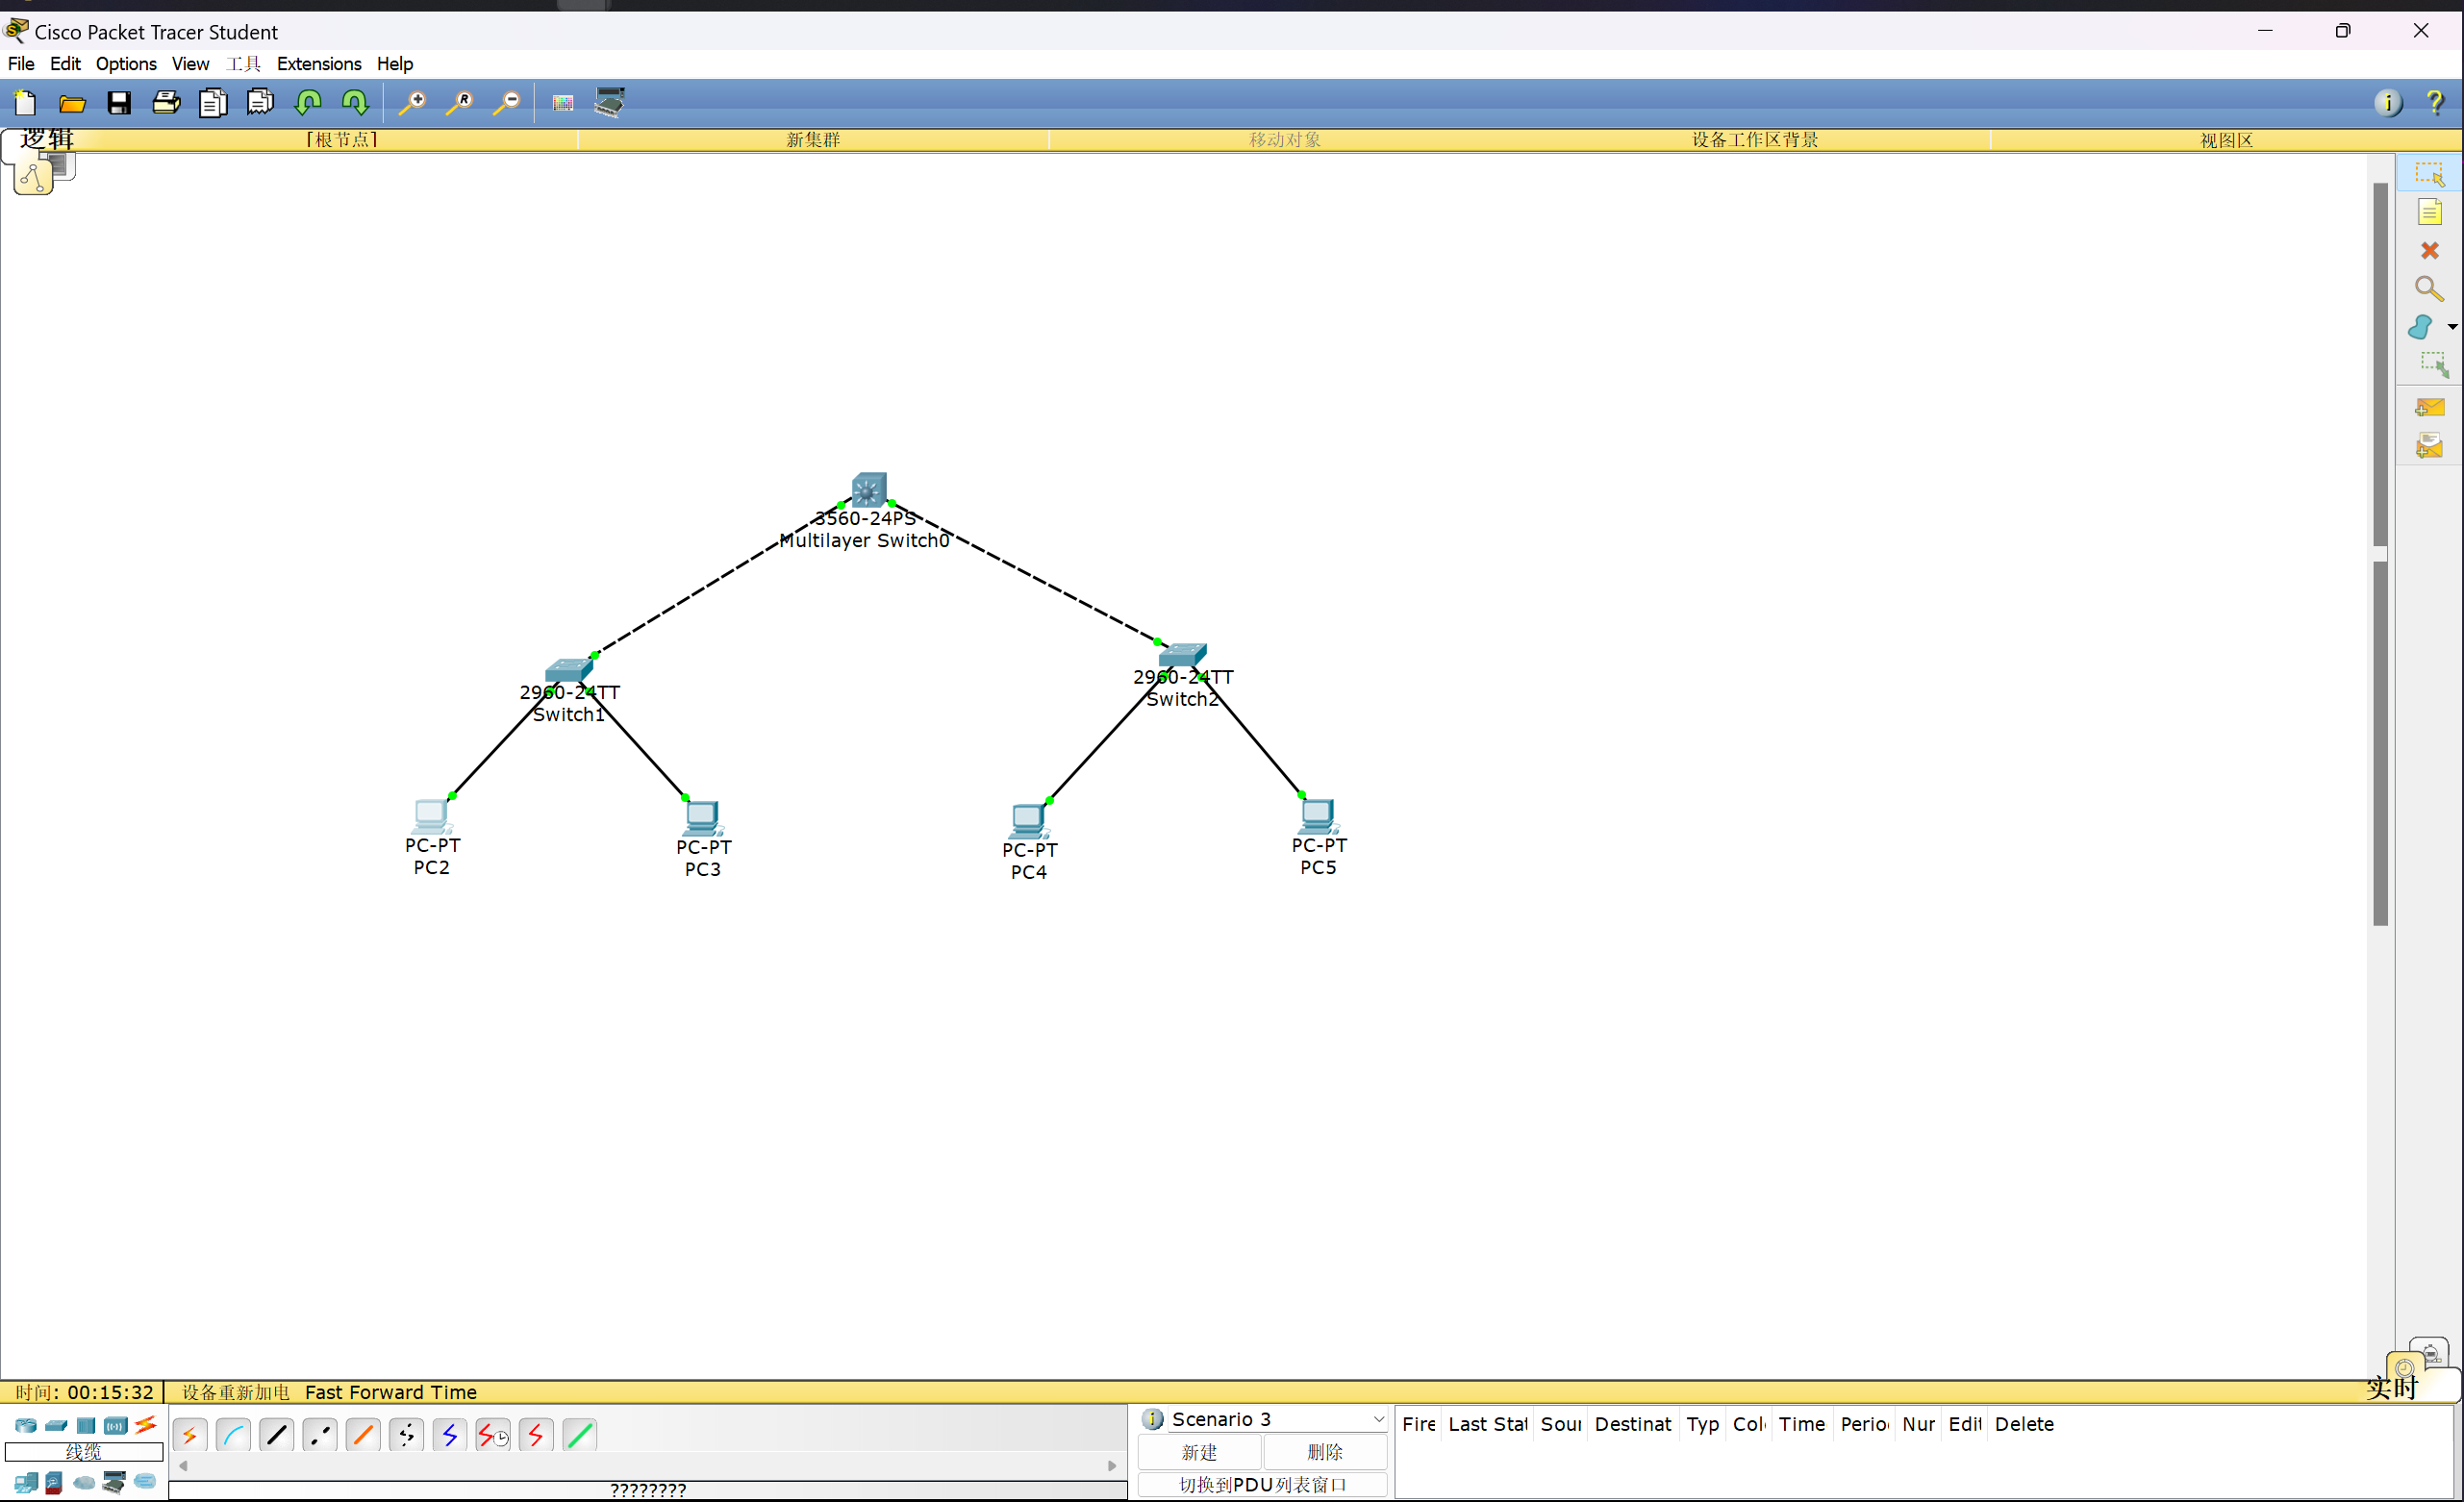 Cisco Packet Tracer Student
File Edit Options View 工具 Extensions Help
逻辑 [根节点] 新集群 移动对象 设备工作区背景 视图区
3560-24PS
Multilayer Switch0
2960-24TT
Switch1
2960-24TT
Switch2
PC-PT
PC2
PC-PT
PC3
PC-PT
PC4
PC-PT
PC5
时间: 00:15:32 设备重新加电 Fast Forward Time 实时
Scenario 3
Fire Last Stat Sour Destinat Typ Col Time Perio Nur Edit Delete
线缆
新建 删除
切换到PDU列表窗口
????????